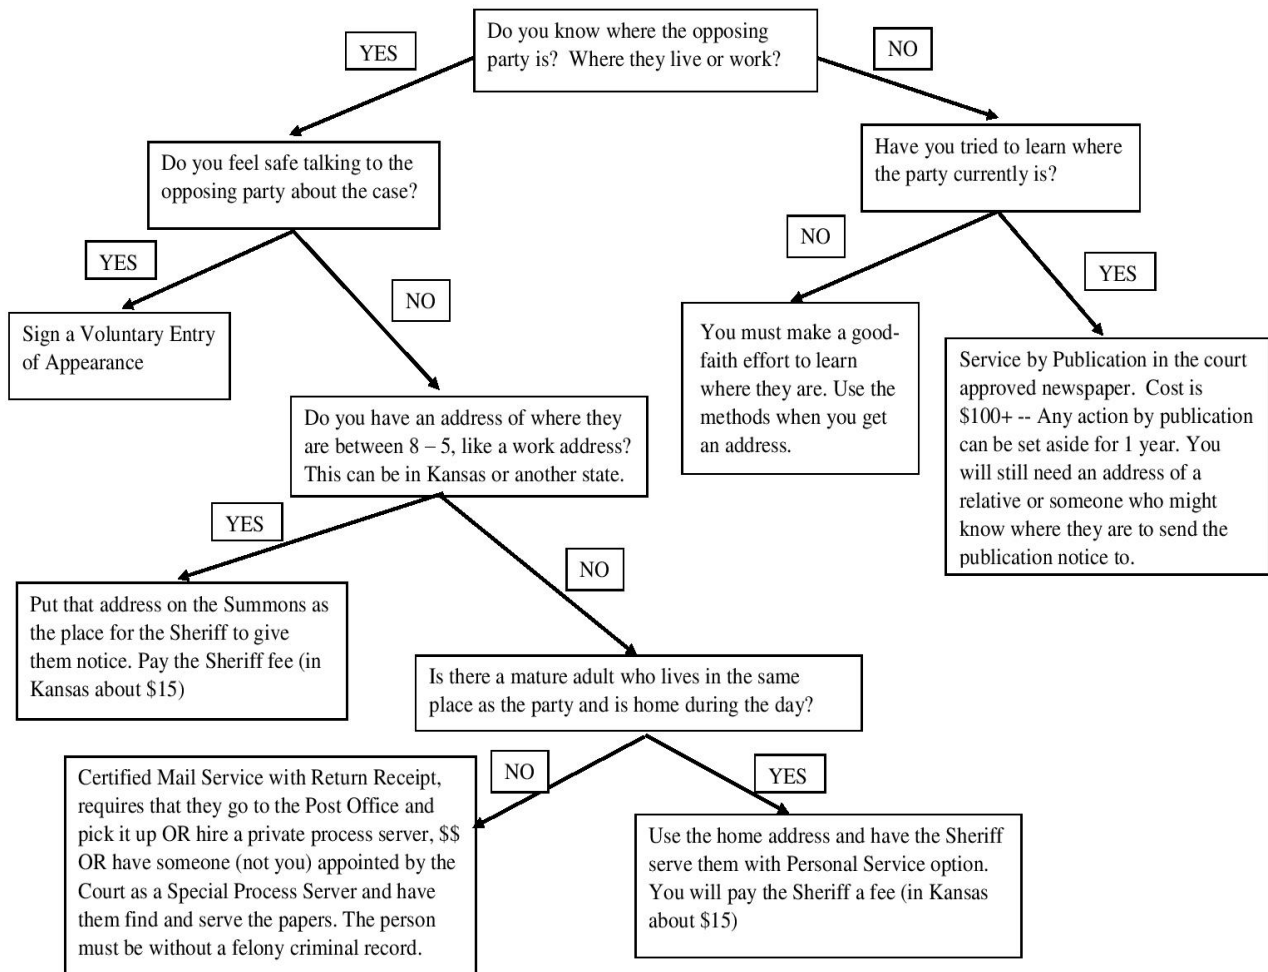 Do you know where the opposing
party is?  Where they live or work?
YES
NO
Do you feel safe talking to the
opposing party about the case?
Have you tried to learn where
the party currently is?
YES
NO
NO
YES
Sign a Voluntary Entry
of Appearance
You must make a good-
faith effort to learn
where they are. Use the
methods when you get
an address.
Service by Publication in the court
approved newspaper.  Cost is
$100+ -- Any action by publication
can be set aside for 1 year. You
will still need an address of a
relative or someone who might
know where they are to send the
publication notice to.
Do you have an address of where they
are between 8 – 5, like a work address?
This can be in Kansas or another state.
YES
NO
Put that address on the Summons as
the place for the Sheriff to give
them notice. Pay the Sheriff fee (in
Kansas about $15)
Is there a mature adult who lives in the same
place as the party and is home during the day?
NO
YES
Certified Mail Service with Return Receipt,
requires that they go to the Post Office and
pick it up OR hire a private process server, $$
OR have someone (not you) appointed by the
Court as a Special Process Server and have
them find and serve the papers. The person
must be without a felony criminal record.
Use the home address and have the Sheriff
serve them with Personal Service option.
You will pay the Sheriff a fee (in Kansas
about $15)